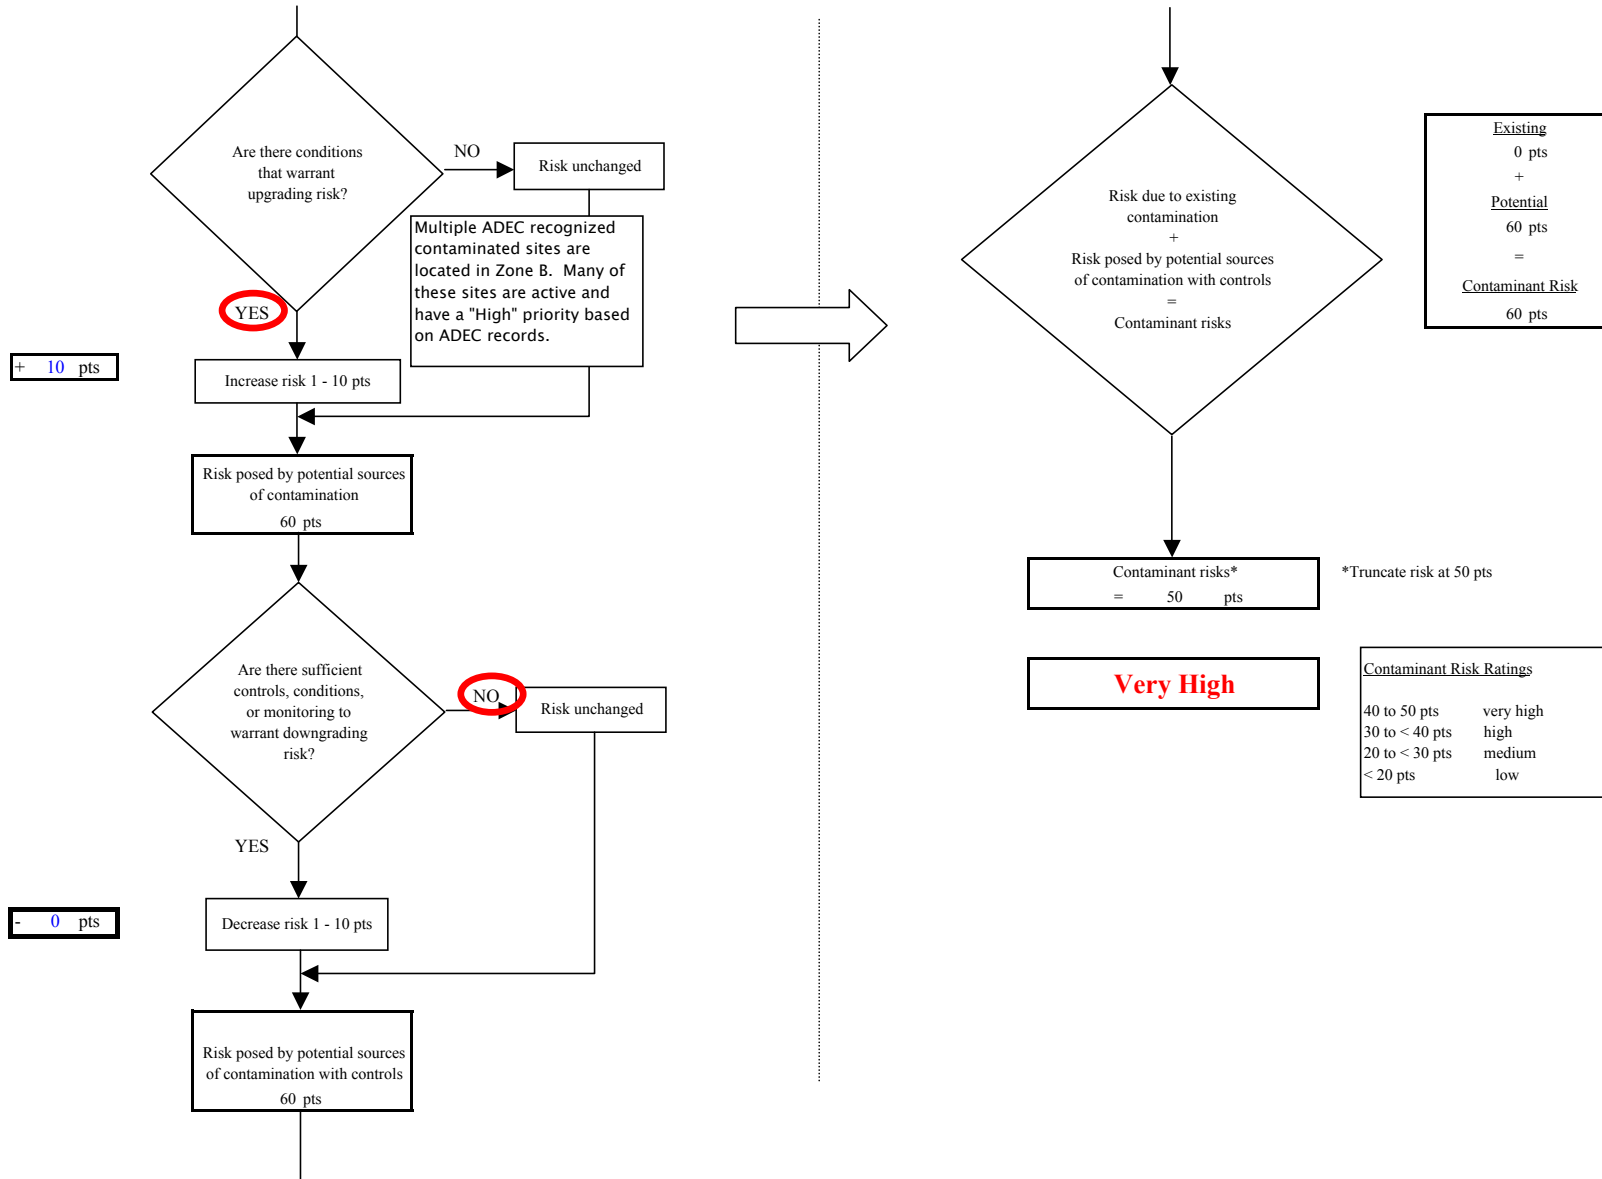 Are there conditions
that warrant
upgrading risk?
NO
Risk unchanged
Multiple ADEC recognized
contaminated sites are
located in Zone B.  Many of
these sites are active and
have a "High" priority based
on ADEC records.
YES
+ 10 pts
Increase risk 1 - 10 pts
Risk posed by potential sources
of contamination
60 pts
Are there sufficient
controls, conditions,
or monitoring to
warrant downgrading
risk?
NO
Risk unchanged
YES
- 0 pts
Decrease risk 1 - 10 pts
Risk posed by potential sources
of contamination with controls
60 pts
Risk due to existing
contamination
+
Risk posed by potential sources
of contamination with controls
=
Contaminant risks
Existing
0 pts
+
Potential
60 pts
=
Contaminant Risk
60 pts
Contaminant risks*
= 50 pts
*Truncate risk at 50 pts
Very High
Contaminant Risk Ratings
40 to 50 pts very high
30 to < 40 pts high
20 to < 30 pts medium
< 20 pts low